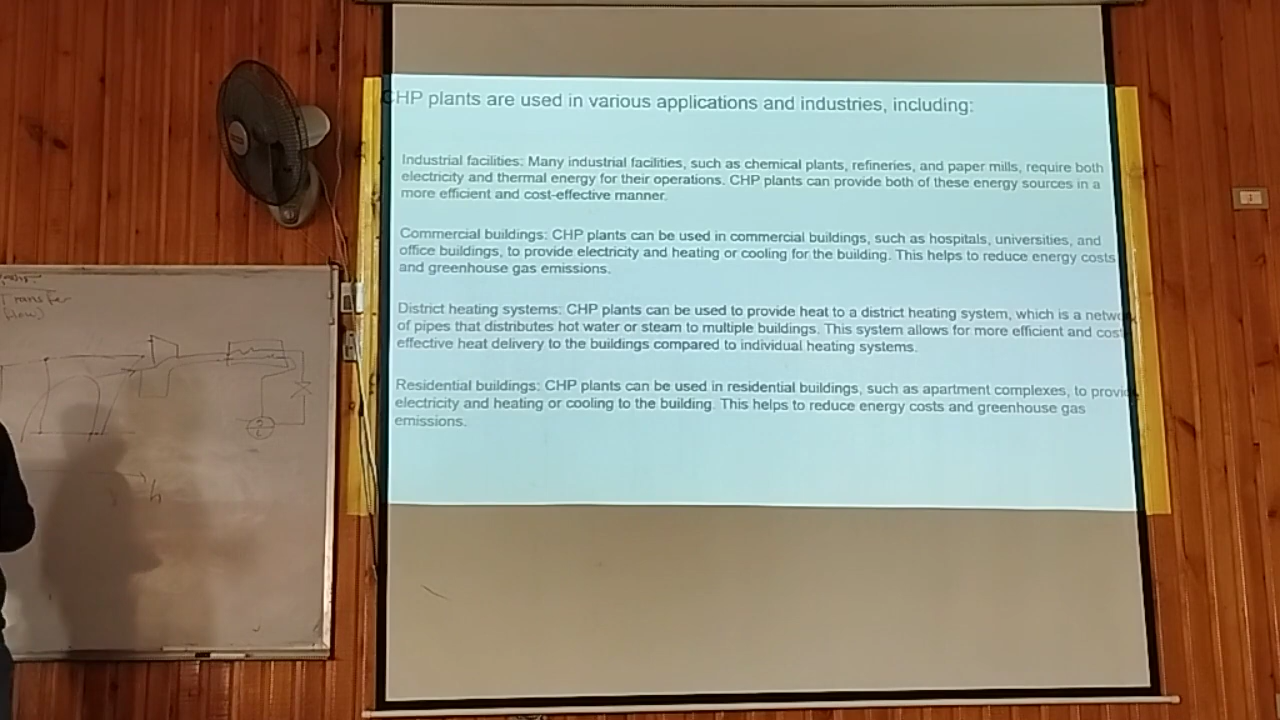 CHP plants are used in various applications and industries, including:
Industrial facilities: Many industrial facilities, such as chemical plants, refineries, and paper mills, require both
electricity and thermal energy for their operations. CHP plants can provide both of these energy sources in a
more efficient and cost-effective manner.
Commercial buildings: CHP plants can be used in commercial buildings, such as hospitals, universities, and
office buildings, to provide electricity and heating or cooling for the building. This helps to reduce energy costs
and greenhouse gas emissions.
District heating systems: CHP plants can be used to provide heat to a district heating system, which is a netwo
of pipes that distributes hot water or steam to multiple buildings. This system allows for more efficient and cos
effective heat delivery to the buildings compared to individual heating systems.
Residential buildings: CHP plants can be used in residential buildings, such as apartment complexes, to provid
electricity and heating or cooling to the building. This helps to reduce energy costs and greenhouse gas
emissions.
Transfer
flow)
h